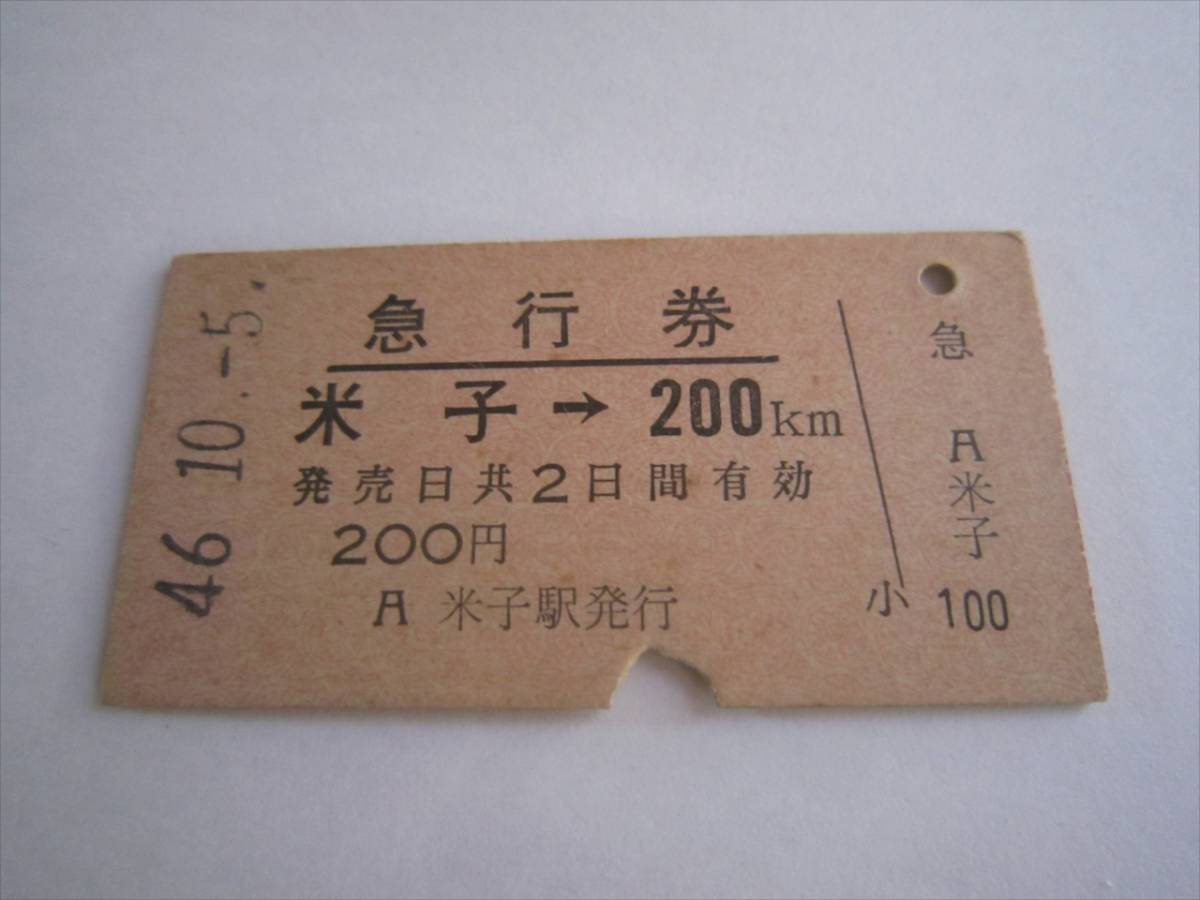 46 10.-5.
急行券
米子→200km
発売日共2日間有効
200円
A 米子駅発行
急
A
米子
小 100